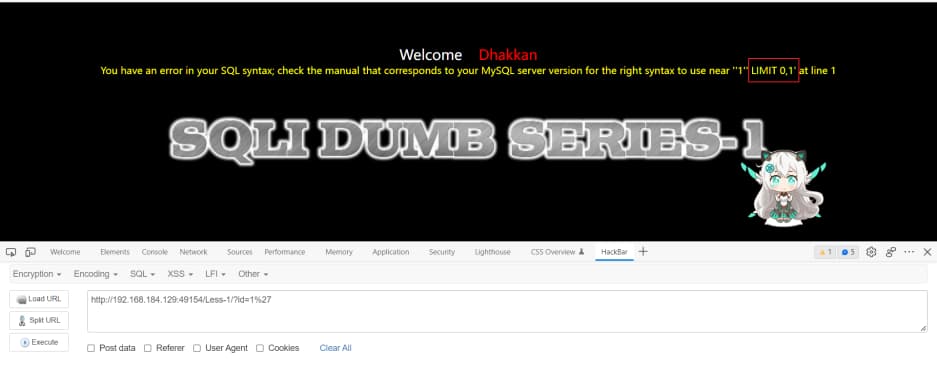 Welcome Dhakkan
You have an error in your SQL syntax; check the manual that corresponds to your MySQL server version for the right syntax to use near ''1'' LIMIT 0,1' at line 1
SQLI DUMB SERIES-1
Welcome Elements Console Network Sources Performance Memory Application Security Lighthouse CSS Overview HackBar 1 5
Encryption Encoding SQL XSS LFI Other
Load URL
http://192.168.184.129:49154/Less-1/?id=1%27
Split URL
Execute
Post data Referer User Agent Cookies Clear All